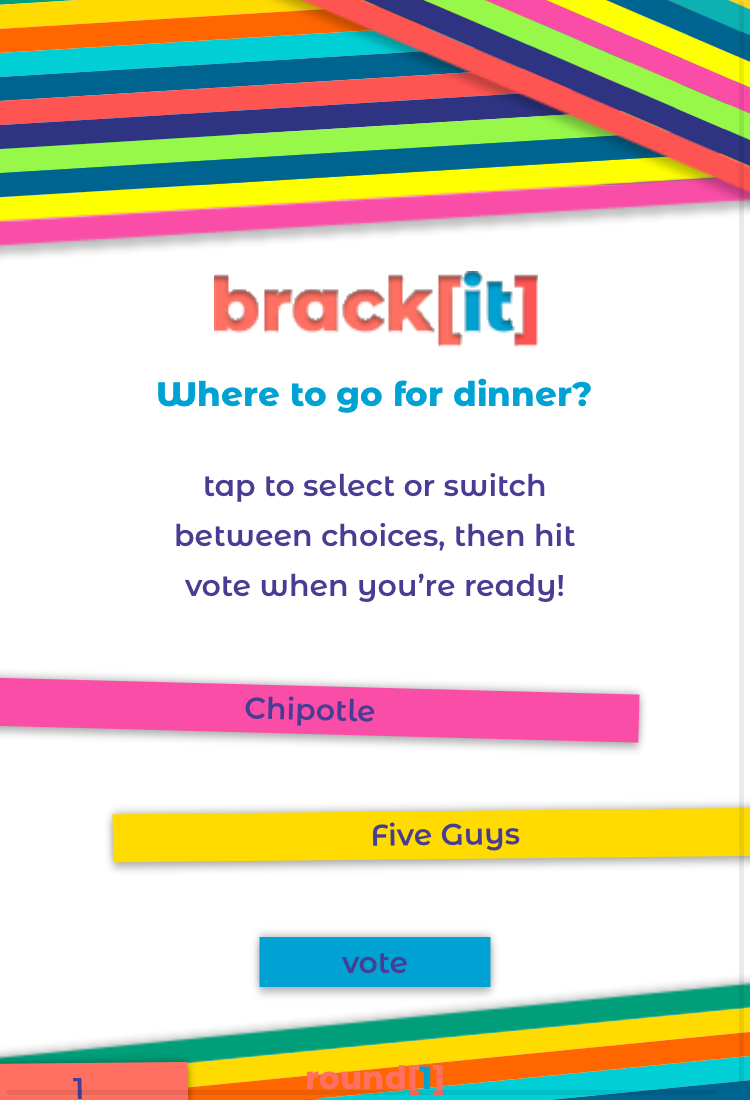 brack[it]
Where to go for dinner?
tap to select or switch
between choices, then hit
vote when you’re ready!
Chipotle
Five Guys
vote
1
round[1]